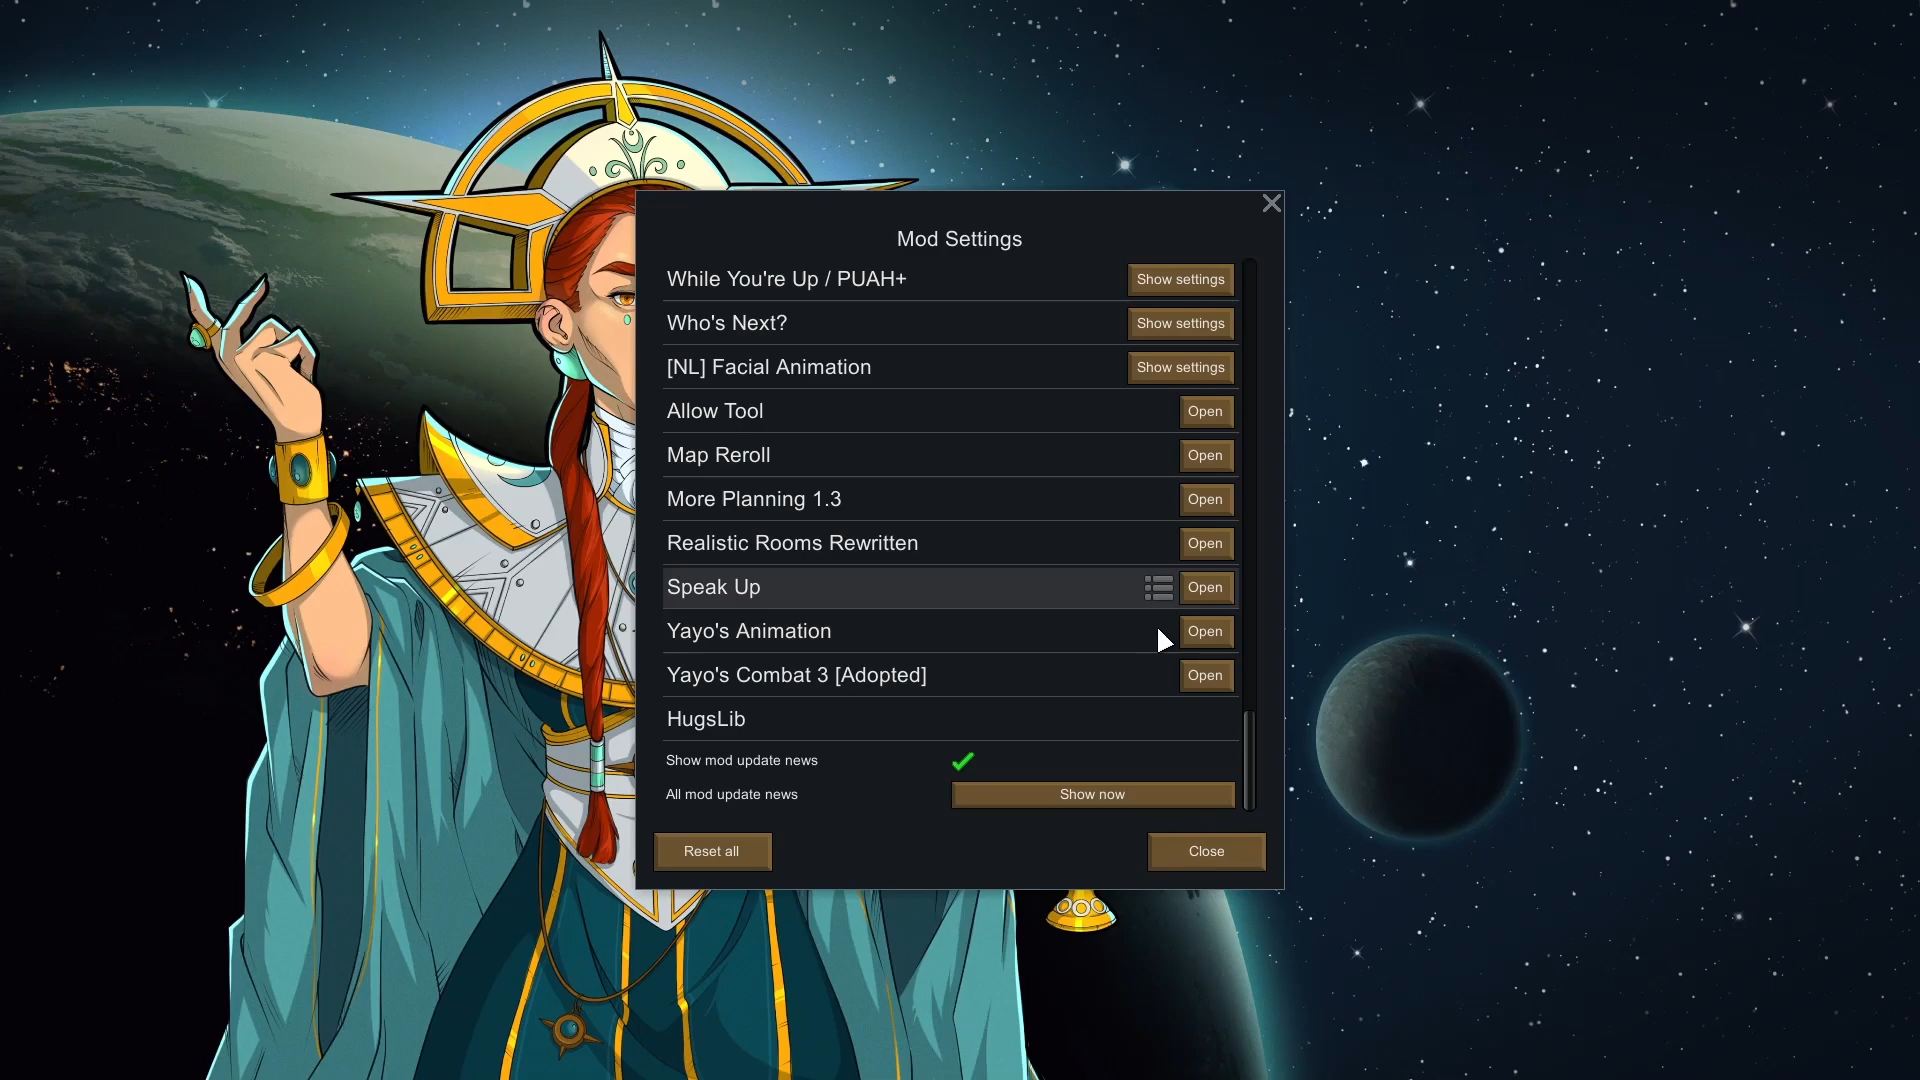 Mod Settings
While You're Up / PUAH+ Show settings
Who's Next? Show settings
[NL] Facial Animation Show settings
Allow Tool Open
Map Reroll Open
More Planning 1.3 Open
Realistic Rooms Rewritten Open
Speak Up Open
Yayo's Animation Open
Yayo's Combat 3 [Adopted] Open
HugsLib
Show mod update news
All mod update news Show now
Reset all Close